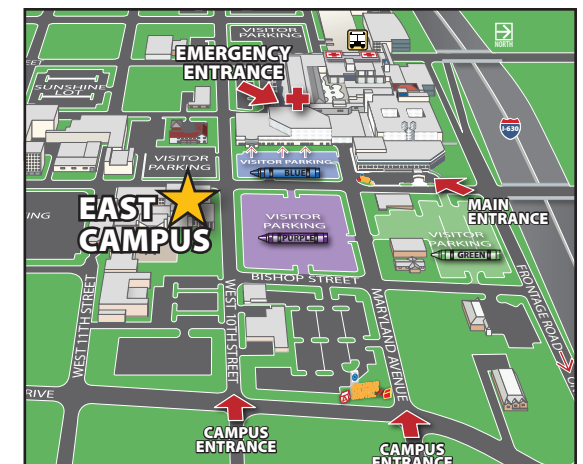 VISITOR
PARKING
NORTH
EMERGENCY
ENTRANCE
SUNSHINE
LOT
I-630
VISITOR
PARKING
VISITOR PARKING
BLUE
EAST
CAMPUS
MAIN
ENTRANCE
VISITOR
PARKING
PURPLE
VISITOR
PARKING
GREEN
BISHOP STREET
WEST 11TH STREET
WEST 10TH STREET
MARYLAND AVENUE
FRONTAGE ROAD
RIVE
CAMPUS
ENTRANCE
CAMPUS
ENTRANCE